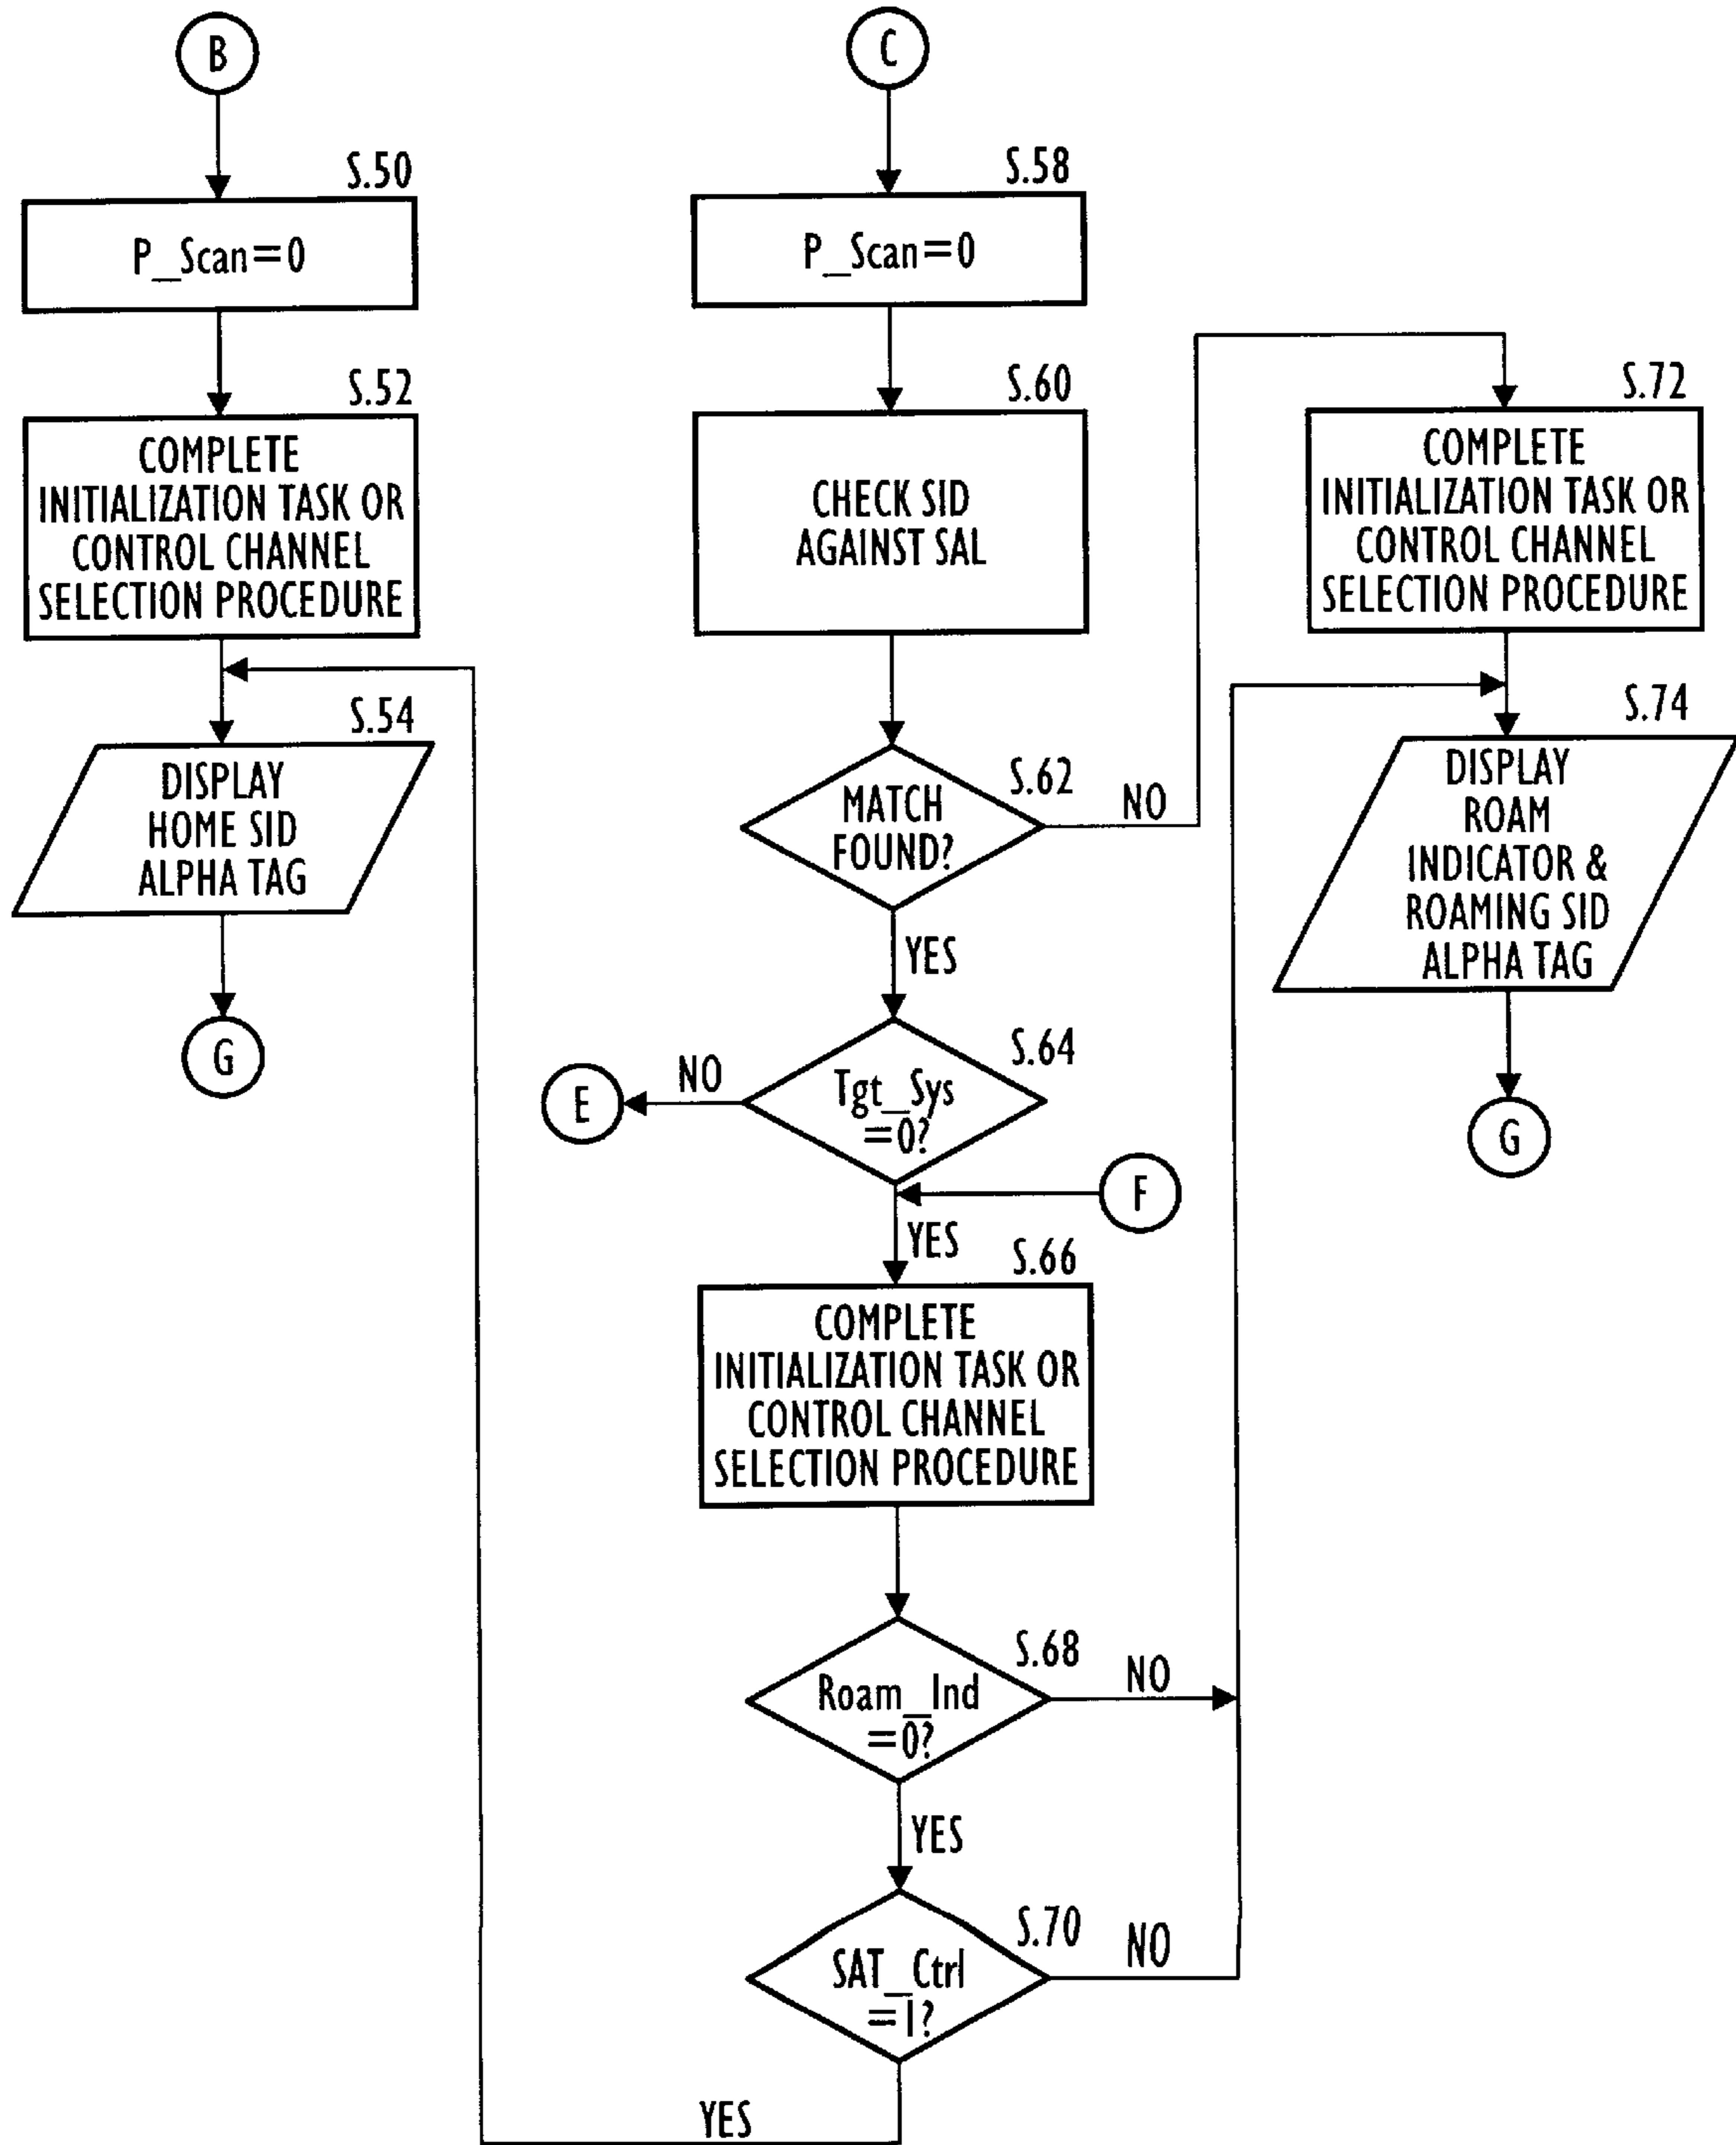 B
S.50
P_Scan=0
S.52
COMPLETE
INITIALIZATION TASK OR
CONTROL CHANNEL
SELECTION PROCEDURE
S.54
DISPLAY
HOME SID
ALPHA TAG
G
C
S.58
P_Scan=0
S.60
CHECK SID
AGAINST SAL
S.62
MATCH
FOUND?
NO
YES
S.64
Tgt_Sys
=0?
NO
E
F
YES
S.66
COMPLETE
INITIALIZATION TASK OR
CONTROL CHANNEL
SELECTION PROCEDURE
S.68
Roam_Ind
=0?
NO
YES
S.70
SAT_Ctrl
=1?
NO
YES
S.72
COMPLETE
INITIALIZATION TASK OR
CONTROL CHANNEL
SELECTION PROCEDURE
S.74
DISPLAY
ROAM
INDICATOR &
ROAMING SID
ALPHA TAG
G